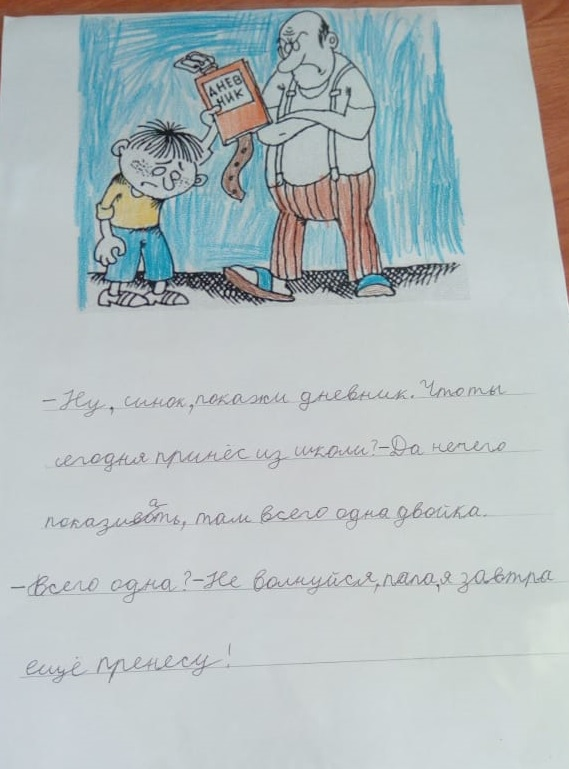 ДНЕВ
НИК
-Ну, синок, покажи дневник. Что ты
сегодня принёс из школи?-Да нечего
показивать, там всего одна двойка.
-Всего одна?-Не волнуйся, папа, я завтра
ещё пренесу!